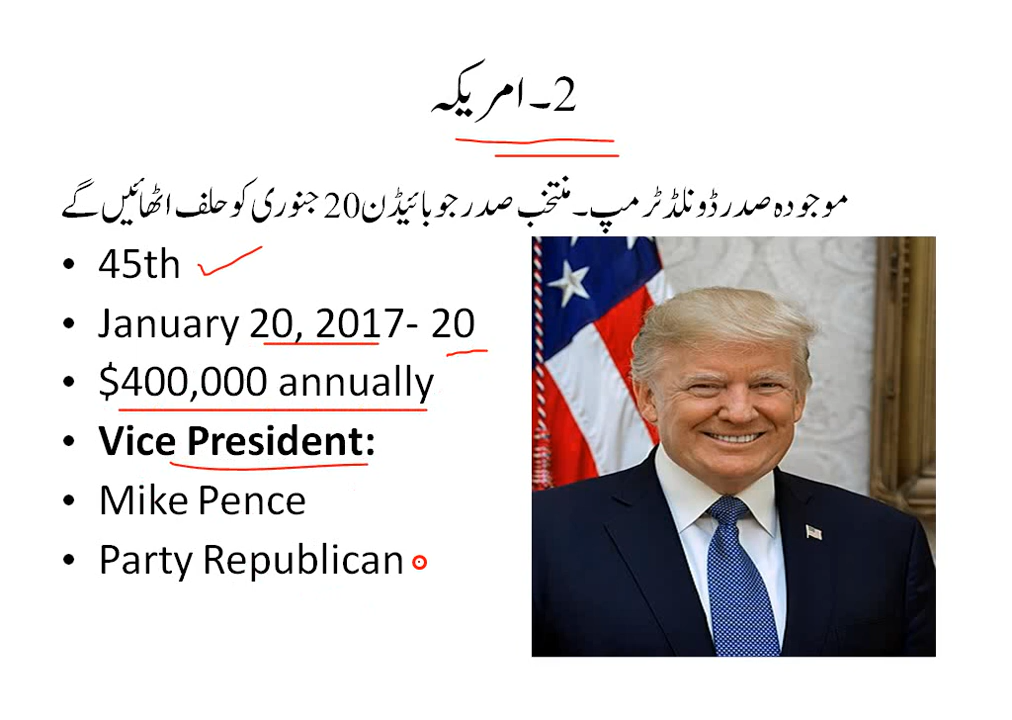 2۔امریکہ
موجودہ صدر ڈونلڈ ٹرمپ۔ منتخب صدر جو بائیڈن 20 جنوری کو حلف اٹھائیں گے
• 45th
• January 20, 2017- 20
• $400,000 annually
• Vice President:
• Mike Pence
• Party Republican